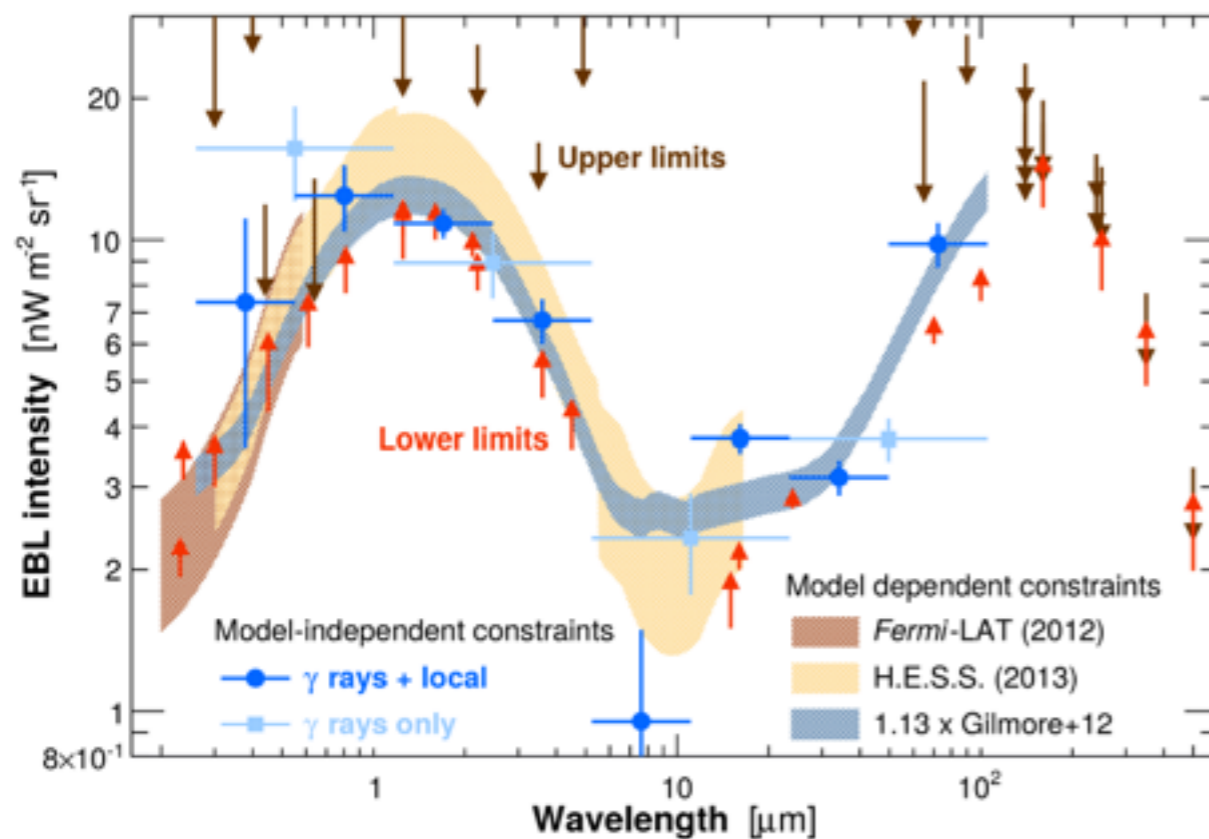 20
10
7
6
5
4
3
2
1
8×10⁻¹
EBL intensity [nW m⁻² sr⁻¹]
Upper limits
Lower limits
Model-independent constraints
γ rays + local
γ rays only
Model dependent constraints
Fermi-LAT (2012)
H.E.S.S. (2013)
1.13 x Gilmore+12
1
10
10²
Wavelength [μm]